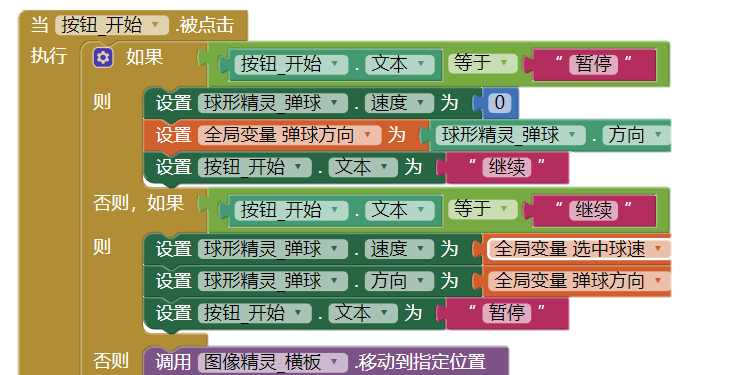 当 按钮_开始 .被点击
执行 如果 按钮_开始 . 文本 等于 “ 暂停 ”
则 设置 球形精灵_弹球 . 速度 为 0
设置 全局变量 弹球方向 为 球形精灵_弹球 . 方向
设置 按钮_开始 . 文本 为 “ 继续 ”
否则，如果 按钮_开始 . 文本 等于 “ 继续 ”
则 设置 球形精灵_弹球 . 速度 为 全局变量 选中球速
设置 球形精灵_弹球 . 方向 为 全局变量 弹球方向
设置 按钮_开始 . 文本 为 “ 暂停 ”
否则 调用 图像精灵_横板 .移动到指定位置